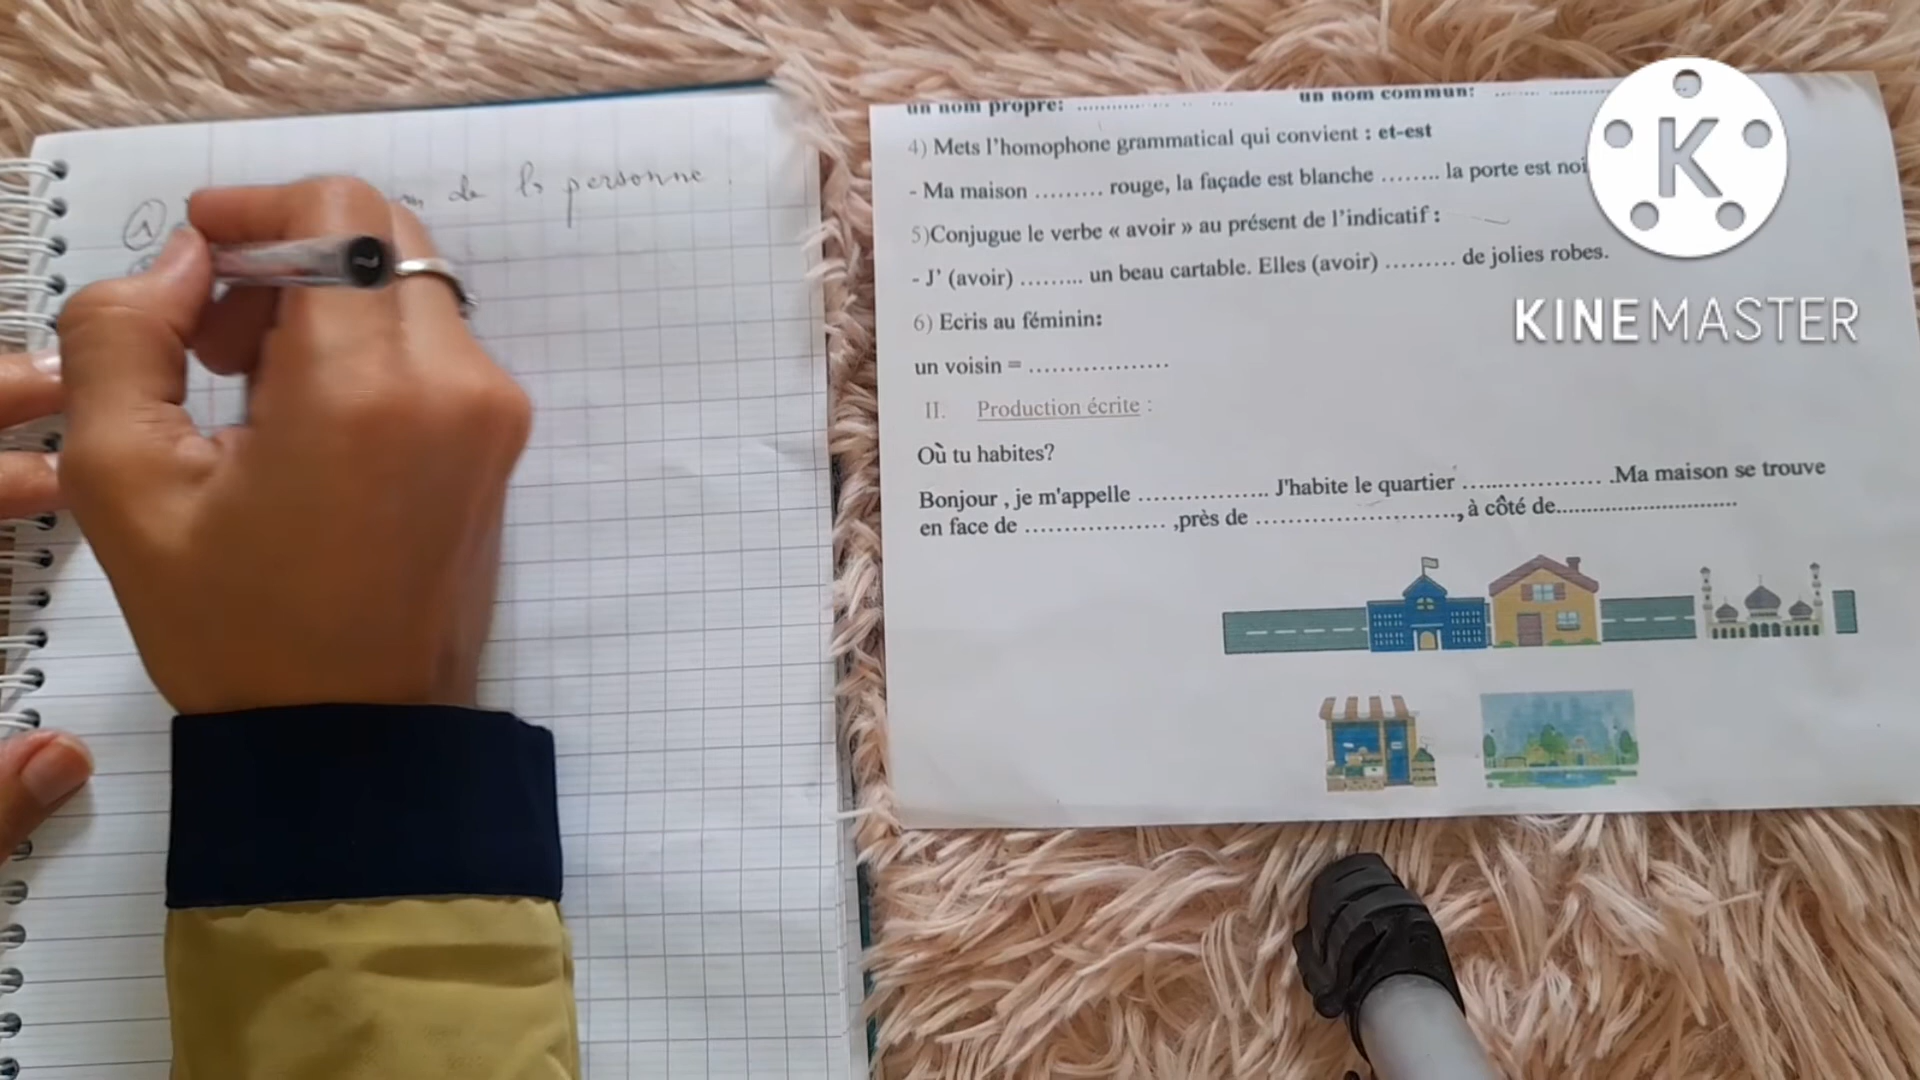 1 de la personne.
un nom propre: ............ un nom commun: ............
4) Mets l'homophone grammatical qui convient : et-est
- Ma maison ......... rouge, la façade est blanche ........ la porte est noi
5)Conjugue le verbe « avoir » au présent de l'indicatif :
- J' (avoir) ......... un beau cartable. Elles (avoir) ......... de jolies robes.
6) Ecris au féminin:
un voisin = ..................
II. Production écrite :
Où tu habites?
Bonjour , je m'appelle ................. J'habite le quartier .................. .Ma maison se trouve
en face de .................. ,près de .........................., à côté de..............................
K
KINEMASTER